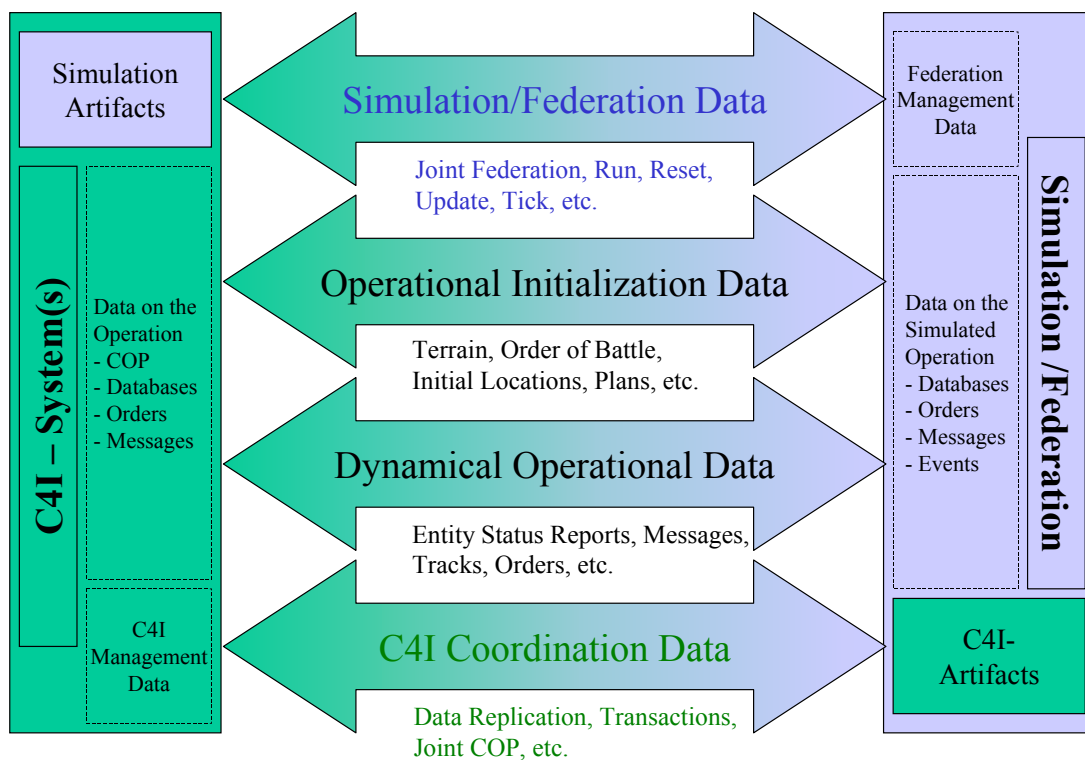 Simulation
Artifacts
C4I – System(s)
Data on the
Operation
- COP
- Databases
- Orders
- Messages
C4I
Management
Data
Simulation/Federation Data
Joint Federation, Run, Reset,
Update, Tick, etc.
Operational Initialization Data
Terrain, Order of Battle,
Initial Locations, Plans, etc.
Dynamical Operational Data
Entity Status Reports, Messages,
Tracks, Orders, etc.
C4I Coordination Data
Data Replication, Transactions,
Joint COP, etc.
Federation
Management
Data
Data on the
Simulated
Operation
- Databases
- Orders
- Messages
- Events
Simulation /Federation
C4I-
Artifacts